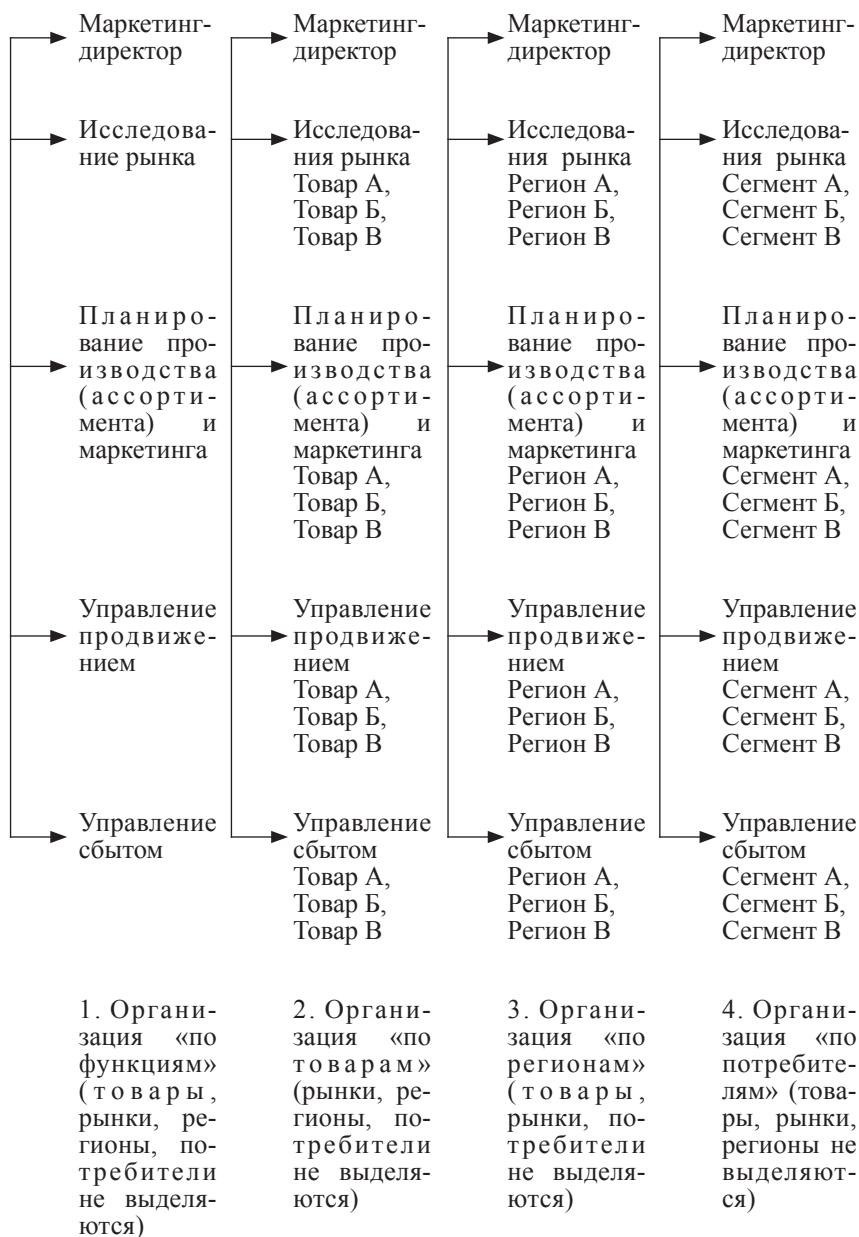 Маркетинг-
директор
Исследова-
ние рынка
Планиро-
вание про-
изводства
(ассорти-
мента) и
маркетинга
Управление
продвиже-
нием
Управление
сбытом
1. Органи-
зация «по
функциям»
(товары,
рынки, ре-
гионы, по-
требители
не выделя-
ются)
Маркетинг-
директор
Исследова-
ния рынка
Товар А,
Товар Б,
Товар В
Планиро-
вание про-
изводства
(ассорти-
мента) и
маркетинга
Товар А,
Товар Б,
Товар В
Управление
продвиже-
нием
Товар А,
Товар Б,
Товар В
Управление
сбытом
Товар А,
Товар Б,
Товар В
2. Органи-
зация «по
товарам»
(рынки, ре-
гионы, по-
требители
не выделя-
ются)
Маркетинг-
директор
Исследова-
ния рынка
Регион А,
Регион Б,
Регион В
Планиро-
вание про-
изводства
(ассорти-
мента) и
маркетинга
Регион А,
Регион Б,
Регион В
Управление
продвиже-
нием
Регион А,
Регион Б,
Регион В
Управление
сбытом
Регион А,
Регион Б,
Регион В
3. Органи-
зация «по
регионам»
(товары,
рынки, по-
требители
не выделя-
ются)
Маркетинг-
директор
Исследова-
ния рынка
Сегмент А,
Сегмент Б,
Сегмент В
Планиро-
вание про-
изводства
(ассорти-
мента) и
маркетинга
Сегмент А,
Сегмент Б,
Сегмент В
Управление
продвиже-
нием
Сегмент А,
Сегмент Б,
Сегмент В
Управление
сбытом
Сегмент А,
Сегмент Б,
Сегмент В
4. Органи-
зация «по
потребите-
лям» (това-
ры, рынки,
регионы не
выделяют-
ся)